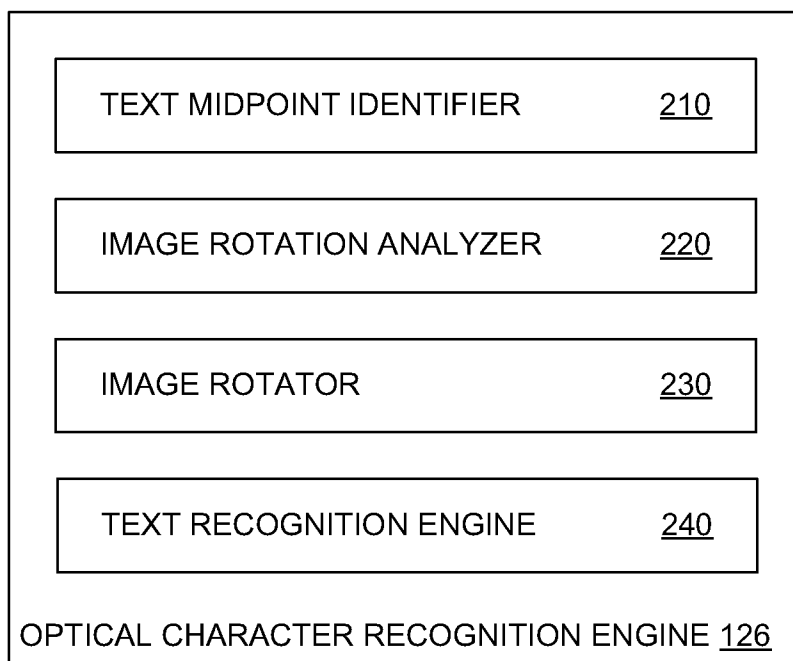 TEXT MIDPOINT IDENTIFIER 210
IMAGE ROTATION ANALYZER 220
IMAGE ROTATOR 230
TEXT RECOGNITION ENGINE 240
OPTICAL CHARACTER RECOGNITION ENGINE 126